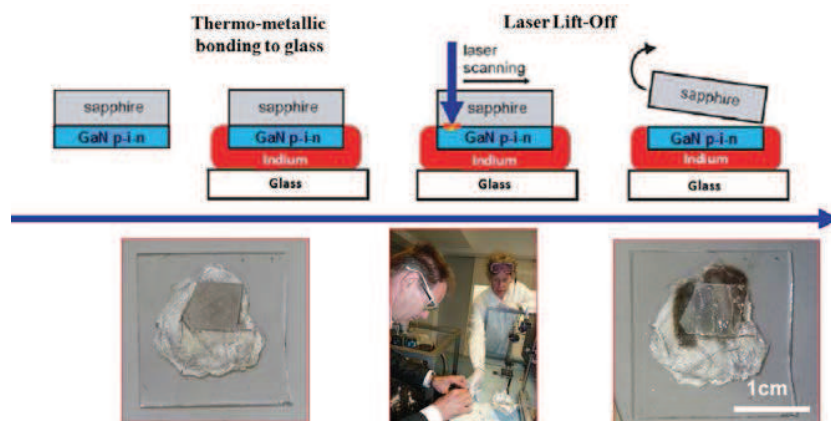 Thermo-metallic
bonding to glass
Laser Lift-Off
laser
scanning
sapphire
GaN p-i-n
sapphire
GaN p-i-n
Indium
Glass
sapphire
GaN p-i-n
Indium
Glass
sapphire
GaN p-i-n
Indium
Glass
1cm